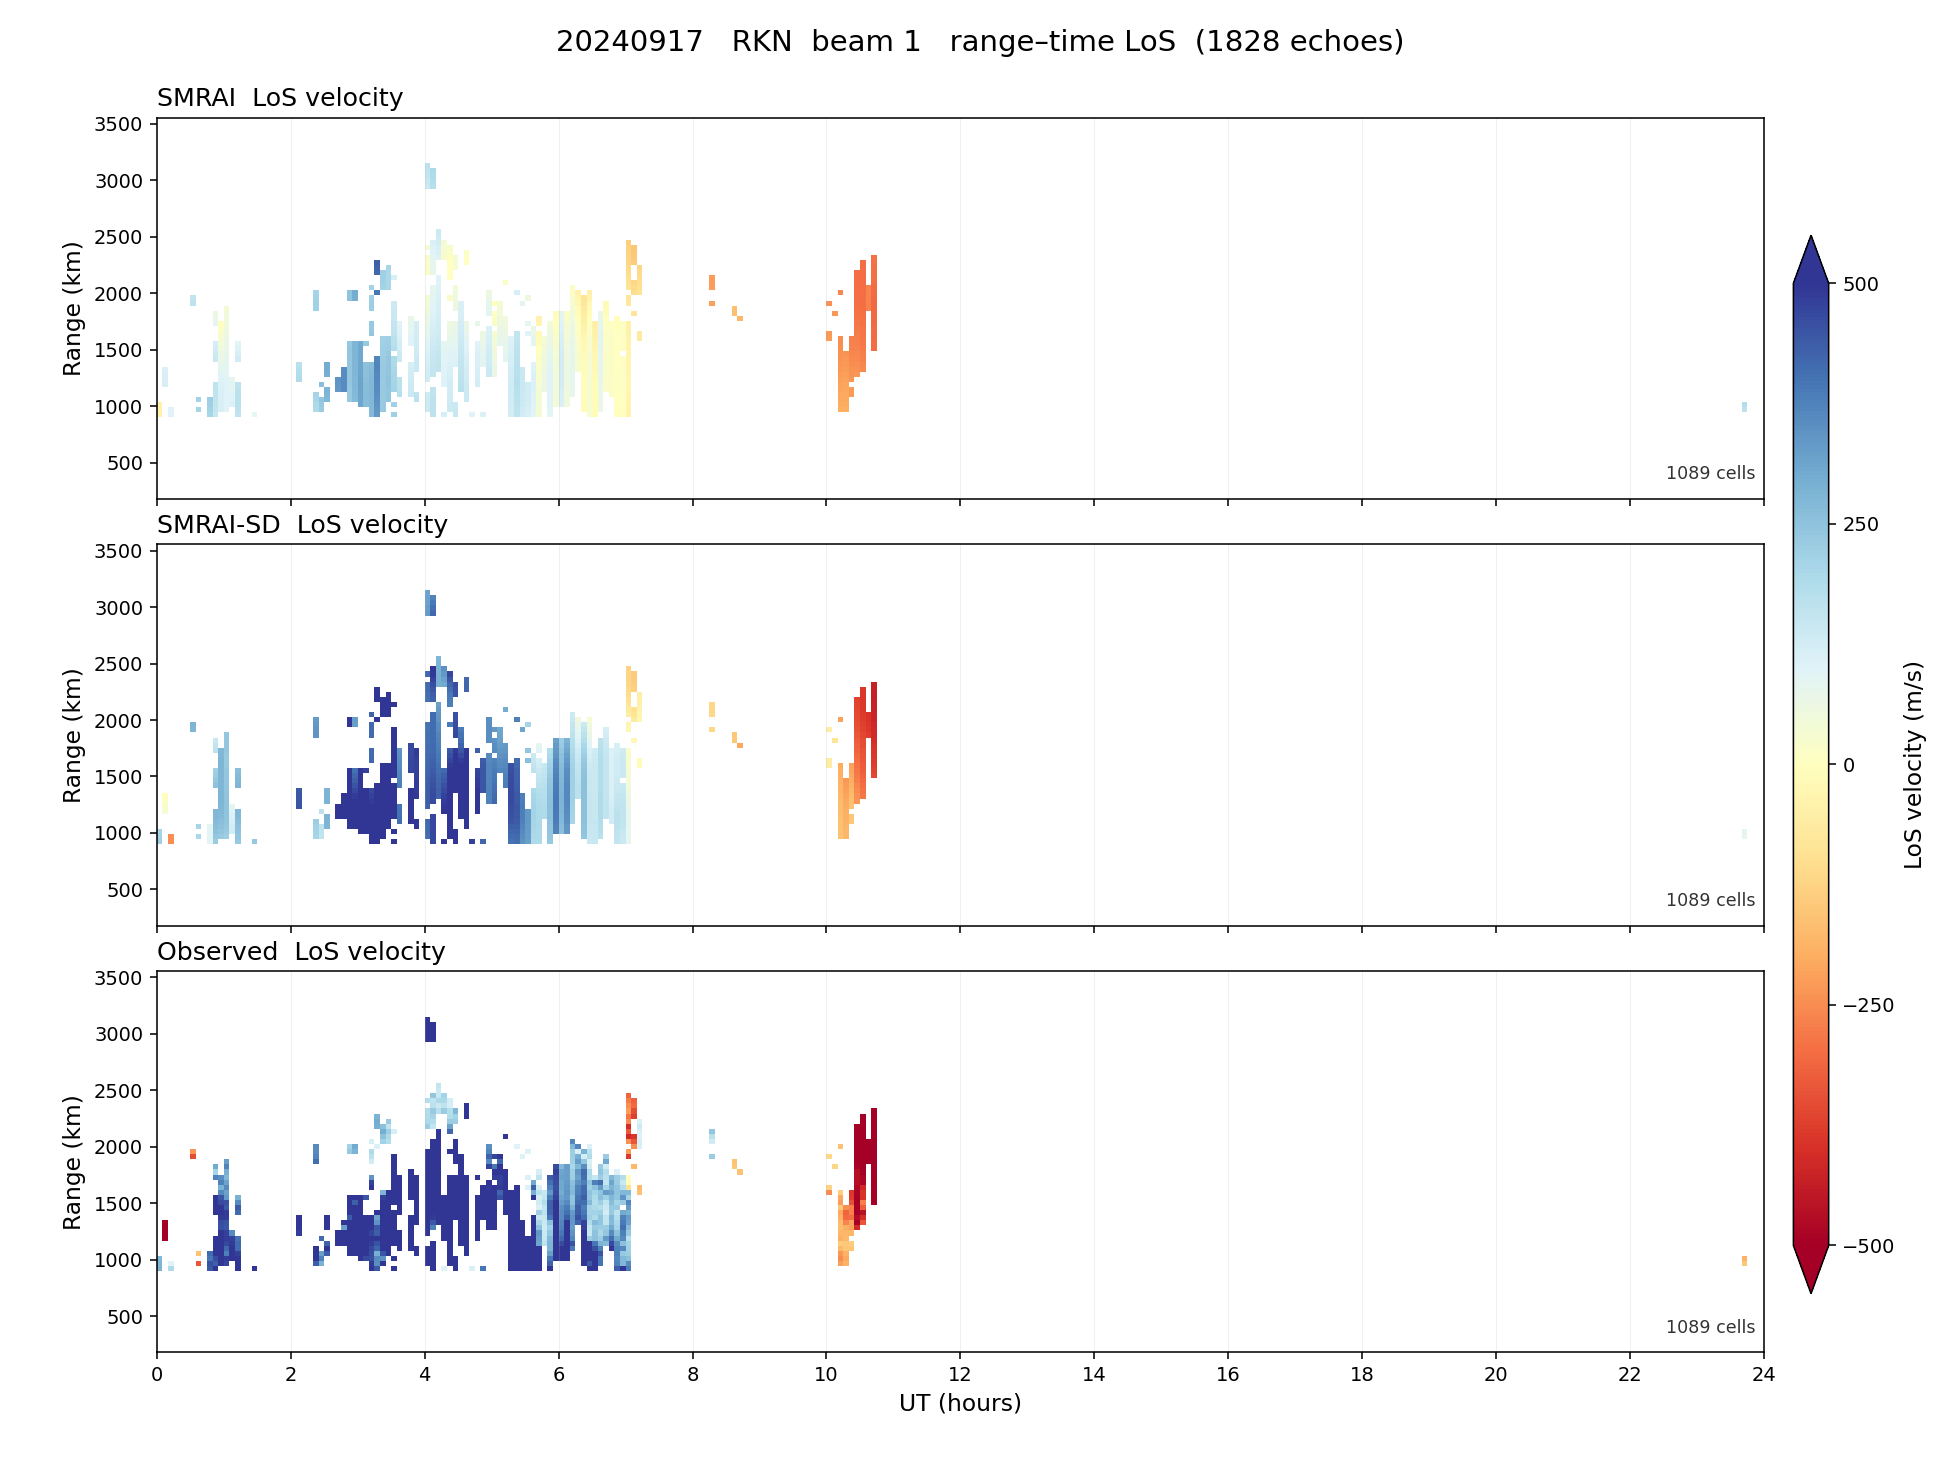 20240917   RKN  beam 1   range–time LoS  (1828 echoes)
SMRAI  LoS velocity
3500
3000
2500
2000
1500
1000
500
Range (km)
1089 cells
SMRAI-SD  LoS velocity
3500
3000
2500
2000
1500
1000
500
Range (km)
1089 cells
Observed  LoS velocity
3500
3000
2500
2000
1500
1000
500
Range (km)
1089 cells
0 2 4 6 8 10 12 14 16 18 20 22 24
UT (hours)
500
250
0
−250
−500
LoS velocity (m/s)